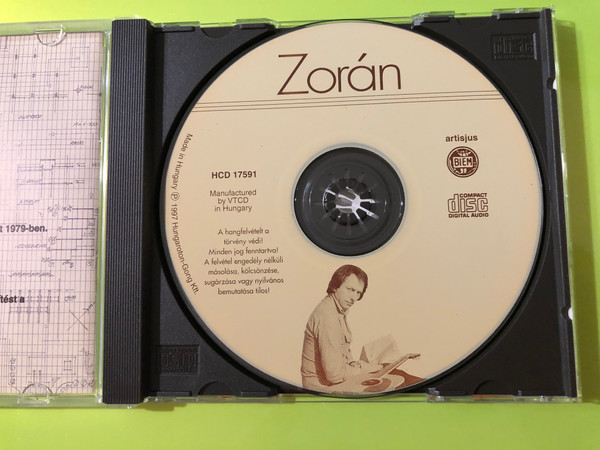 Zorán
artisjus
BIEM
HCD 17591
Manufactured
by VTCD
in Hungary
COMPACT
disc
DIGITAL AUDIO
A hangfelvételt a
törvény védi!
Minden jog fenntartva!
A felvétel engedély nélküli
másolása, kölcsönzése,
sugárzása vagy nyilvános
bemutatása tilos!
Made in Hungary Ⓟ 1997 Hungaroton-Gong Kft.
t 1979-ben.
ítést a